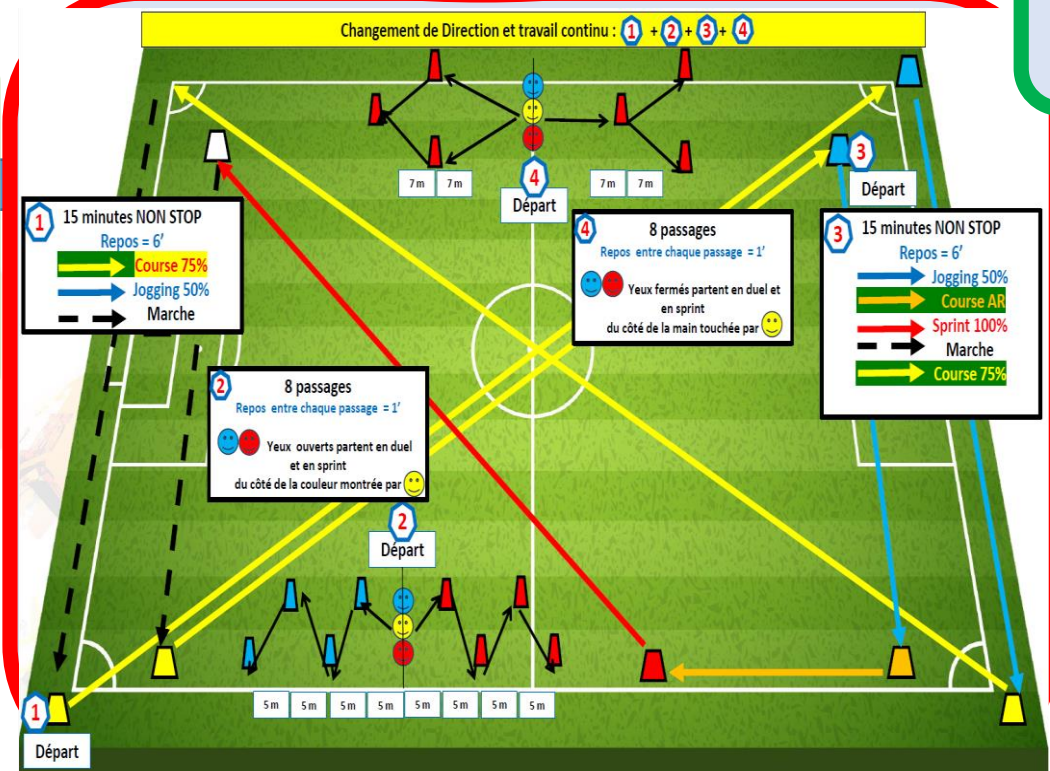 Changement de Direction et travail continu : 1 + 2 + 3 + 4
7 m
7 m
4
Départ
7 m
7 m
3
Départ
1
15 minutes NON STOP
Repos = 6’
Course 75%
Jogging 50%
Marche
4
8 passages
Repos entre chaque passage = 1’
Yeux fermés partent en duel et
en sprint
du côté de la main touchée par
3
15 minutes NON STOP
Repos = 6’
Jogging 50%
Course AR
Sprint 100%
Marche
Course 75%
2
8 passages
Repos entre chaque passage = 1’
Yeux ouverts partent en duel
et en sprint
du côté de la couleur montrée par
2
Départ
5 m
5 m
5 m
5 m
5 m
5 m
5 m
5 m
1
Départ